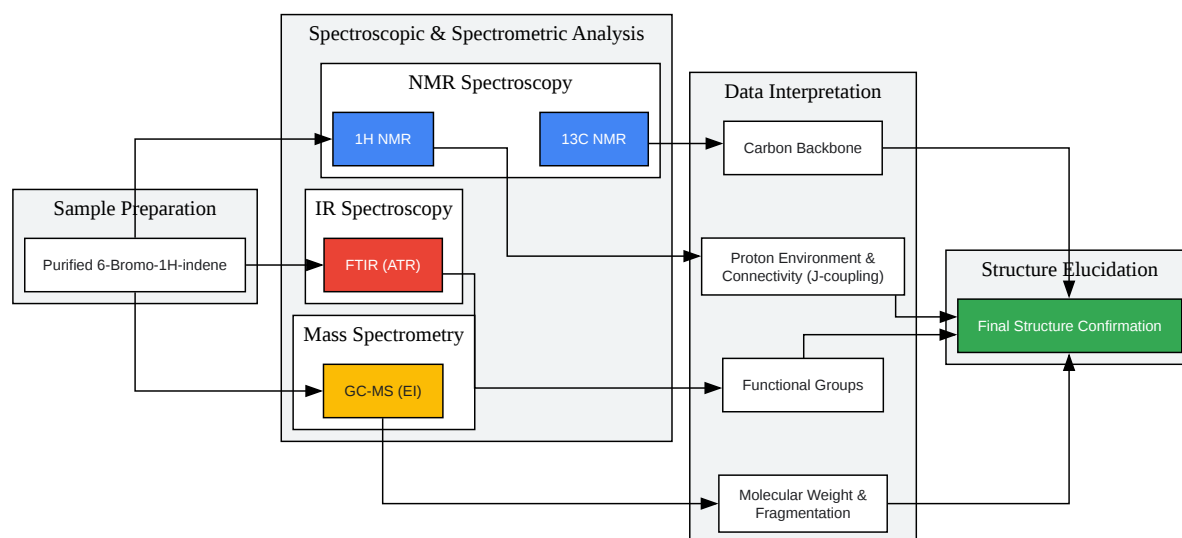 Spectroscopic & Spectrometric Analysis
NMR Spectroscopy
1H NMR
13C NMR
Data Interpretation
Carbon Backbone
Sample Preparation
Purified 6-Bromo-1H-indene
IR Spectroscopy
FTIR (ATR)
Proton Environment &
Connectivity (J-coupling)
Structure Elucidation
Final Structure Confirmation
Mass Spectrometry
GC-MS (EI)
Functional Groups
Molecular Weight &
Fragmentation